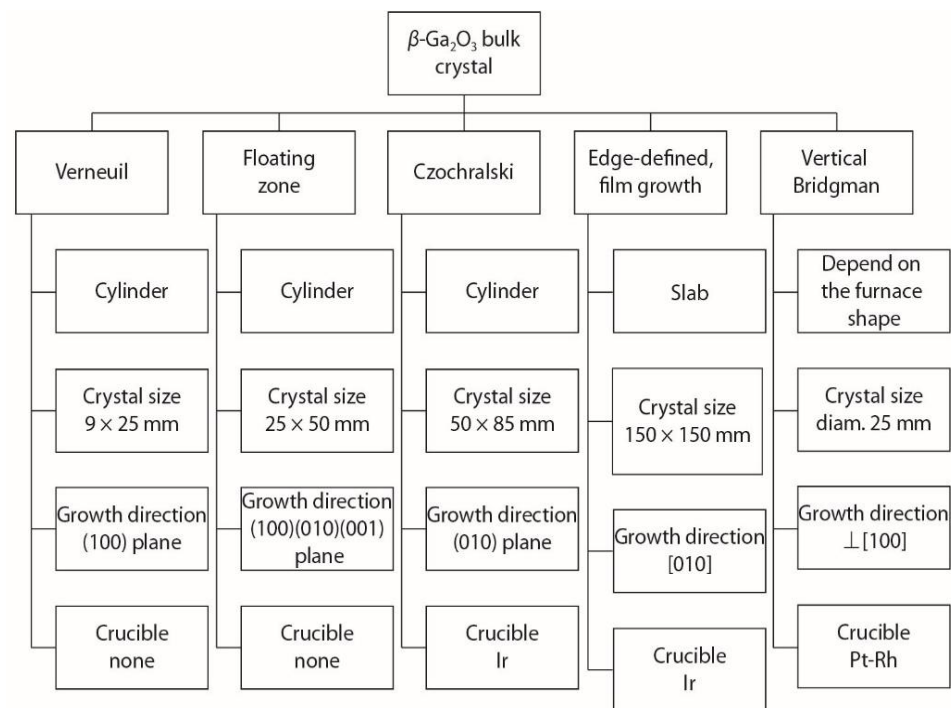 β-Ga₂O₃ bulk
crystal
Verneuil
Floating
zone
Czochralski
Edge-defined,
film growth
Vertical
Bridgman
Cylinder
Cylinder
Cylinder
Slab
Depend on
the furnace
shape
Crystal size
9 × 25 mm
Crystal size
25 × 50 mm
Crystal size
50 × 85 mm
Crystal size
150 × 150 mm
Crystal size
diam. 25 mm
Growth direction
(100) plane
Growth direction
(100)(010)(001)
plane
Growth direction
(010) plane
Growth direction
[010]
Growth direction
⊥[100]
Crucible
none
Crucible
none
Crucible
Ir
Crucible
Ir
Crucible
Pt-Rh